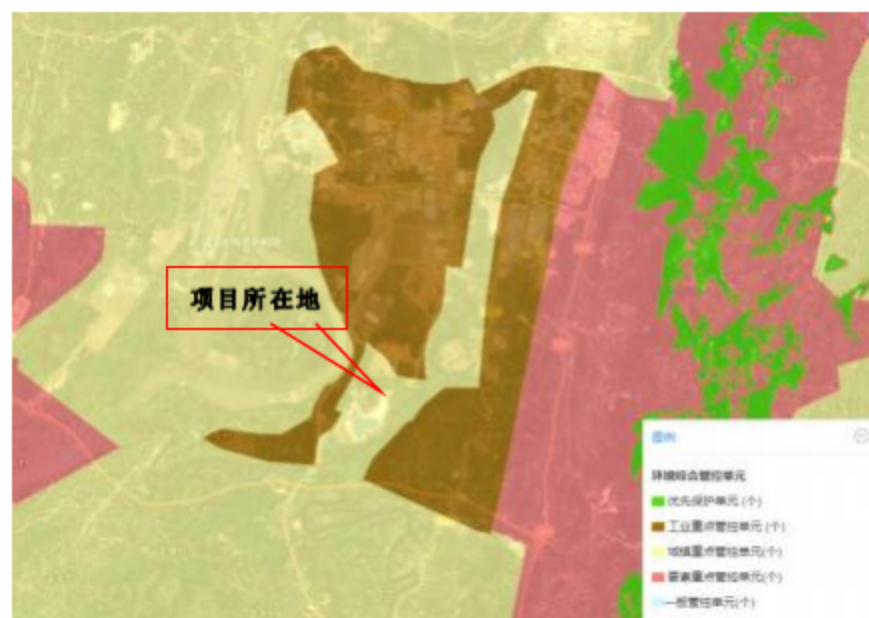 项目所在地
图例
环境综合管控单元
优先保护单元 (个)
工业重点管控单元 (个)
城镇重点管控单元(个)
要素重点管控单元(个)
一般管控单元(个)